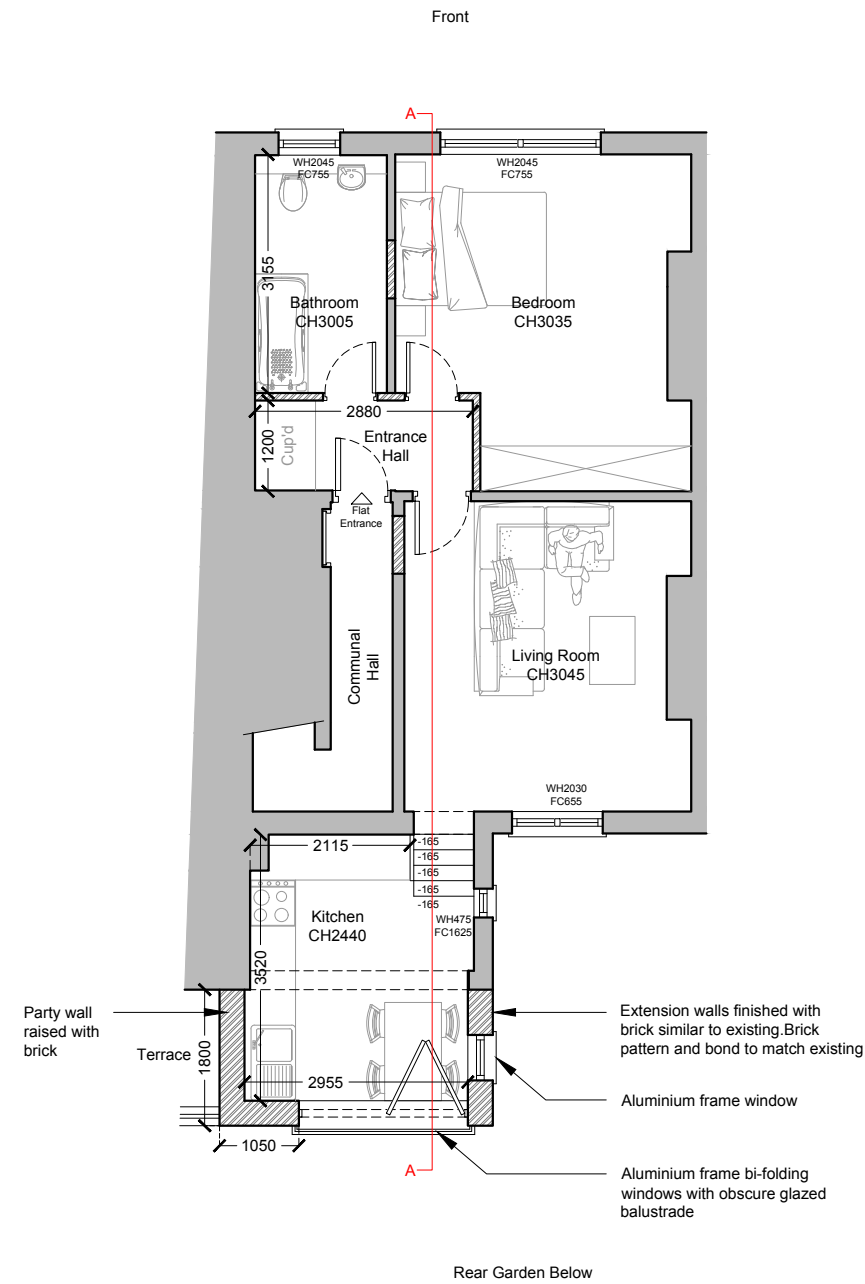 Front
A
WH2045
FC755
WH2045
FC755
3155
Bathroom
CH3005
Bedroom
CH3035
2880
1200
Cup'd
Entrance
Hall
Flat
Entrance
Communal
Hall
Living Room
CH3045
WH2030
FC655
2115
-165
-165
-165
-165
-165
Kitchen
CH2440
WH475
FC1625
3520
Party wall
raised with
brick
Terrace
1800
2955
1050
Extension walls finished with
brick similar to existing.Brick
pattern and bond to match existing
Aluminium frame window
A
Aluminium frame bi-folding
windows with obscure glazed
balustrade
Rear Garden Below